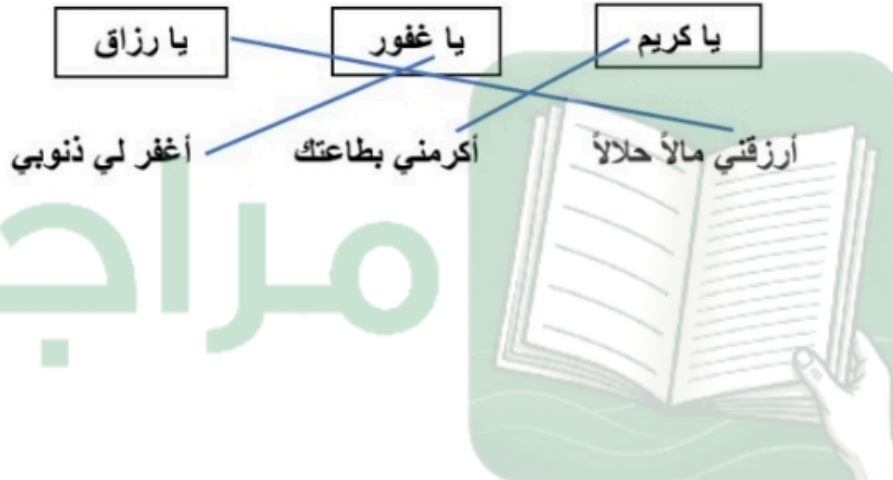 يا كريم يا غفور يا رزاق
أرزقني مالاً حلالاً أكرمني بطاعتك أغفر لي ذنوبي
مراج